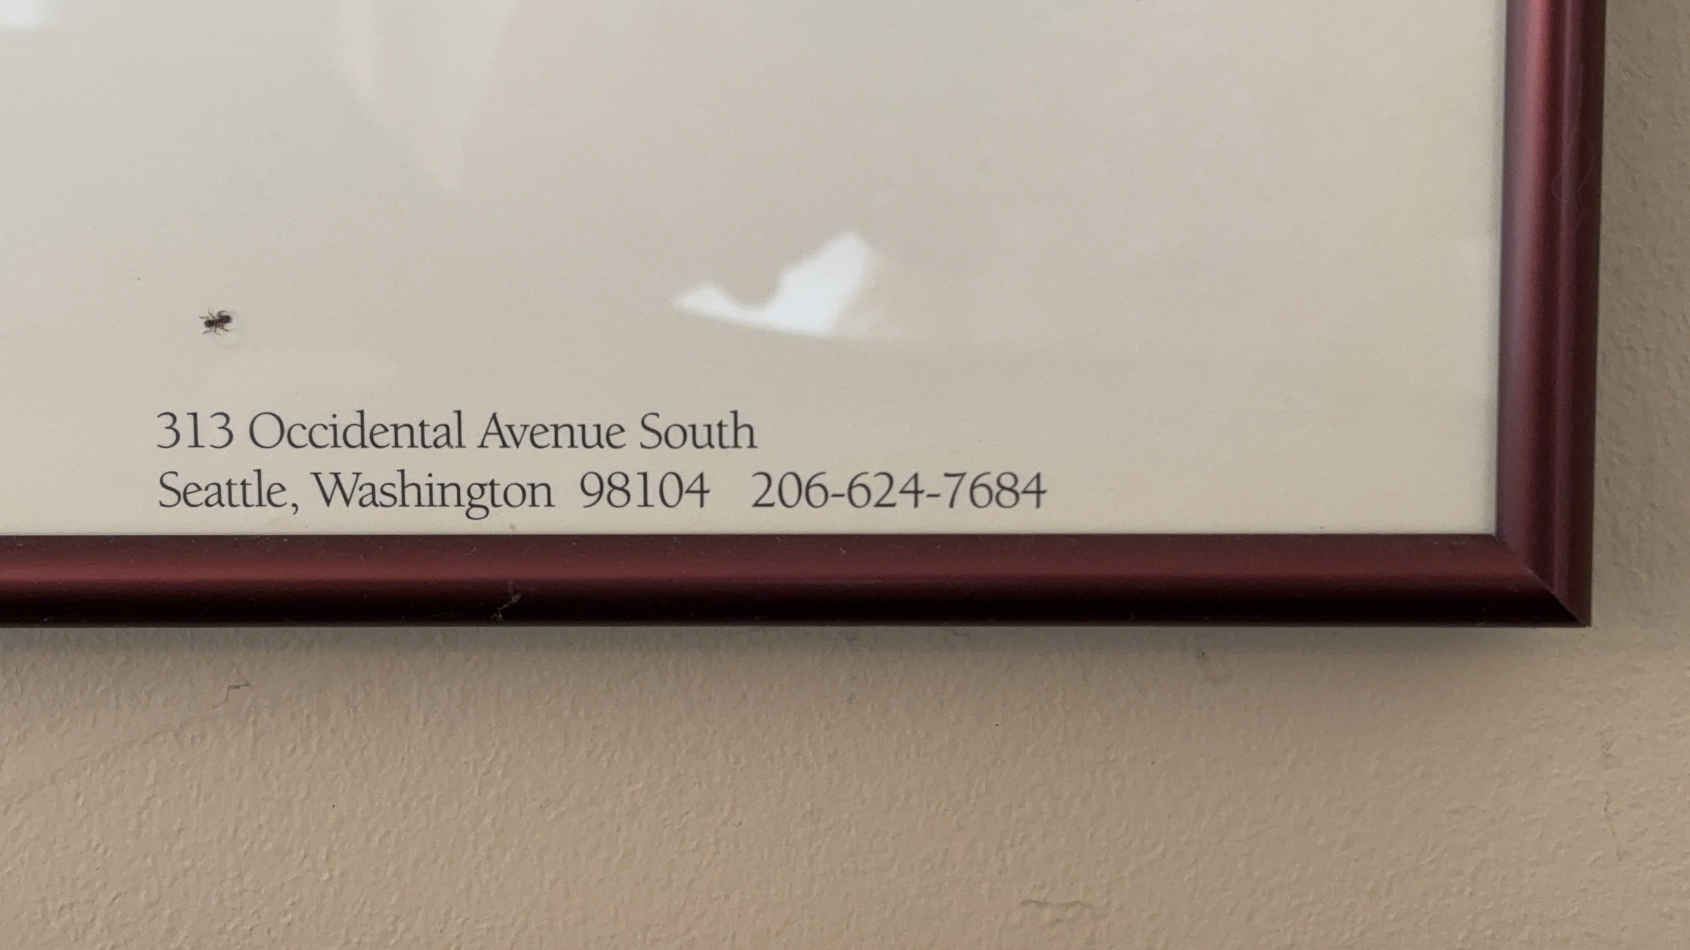 313 Occidental Avenue South
Seattle, Washington 98104 206-624-7684